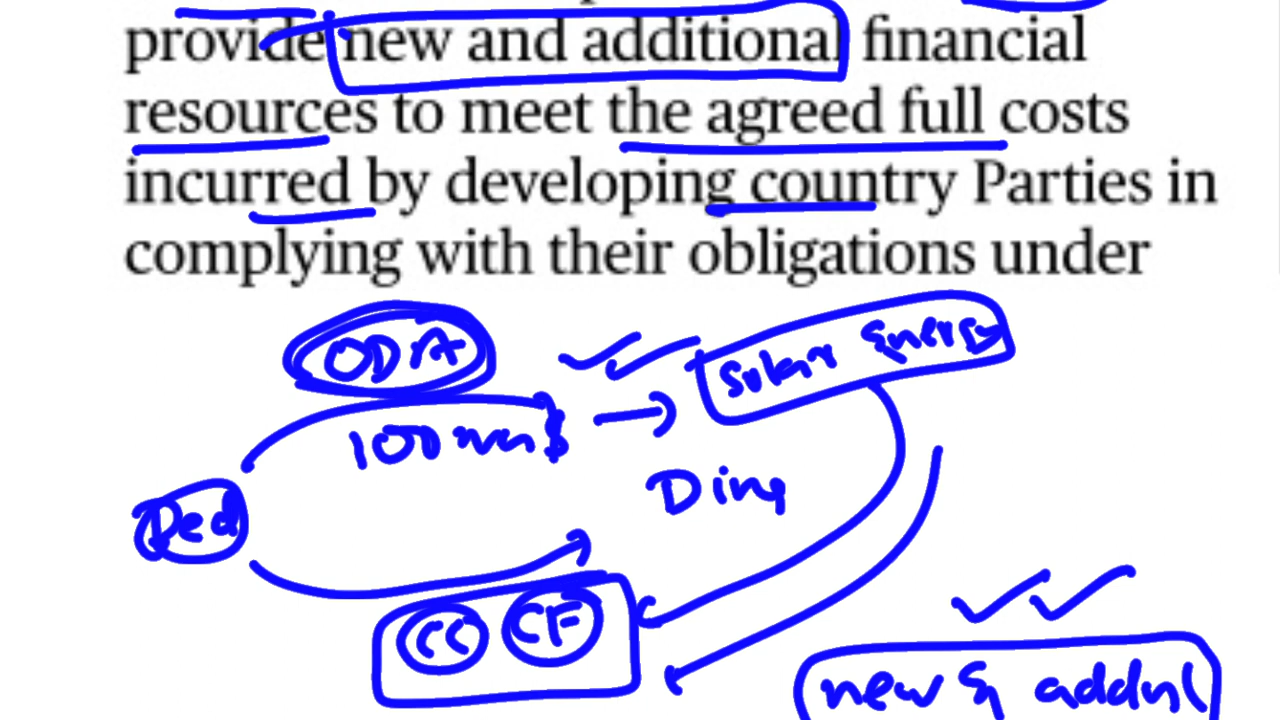 provide new and additional financial
resources to meet the agreed full costs
incurred by developing country Parties in
complying with their obligations under
ODA
Solar Energy
100 mn $
Ding
Ded
CC CF
new & addnl